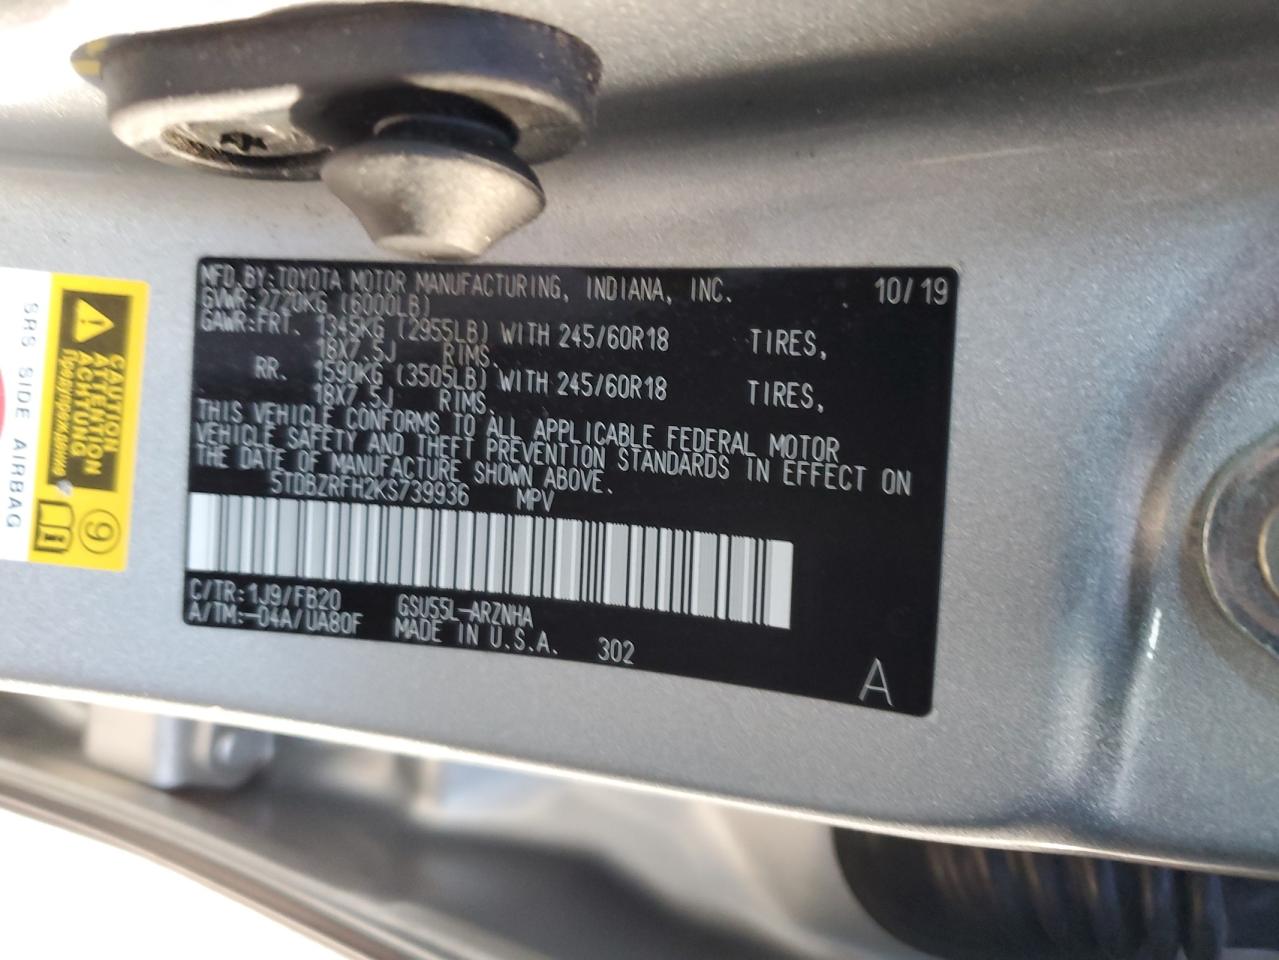 MFD.BY:TOYOTA MOTOR MANUFACTURING, INDIANA, INC. 10/19
GVWR:2720KG (6000LB)
GAWR:FRT. 1345KG (2955LB) WITH 245/60R18 TIRES,
18X7.5J RIMS.
RR. 1590KG (3505LB) WITH 245/60R18 TIRES,
18X7.5J RIMS.
THIS VEHICLE CONFORMS TO ALL APPLICABLE FEDERAL MOTOR
VEHICLE SAFETY AND THEFT PREVENTION STANDARDS IN EFFECT ON
THE DATE OF MANUFACTURE SHOWN ABOVE.
5TDBZRFH2KS739936 MPV
C/TR:1J9/FB20 GSU55L-ARZNHA
A/TM:-04A/UA80F MADE IN U.S.A. 302
A
SRS SIDE AIRBAG
CAUTION
ATTENTION
ACHTUNG
Предупреждение
9